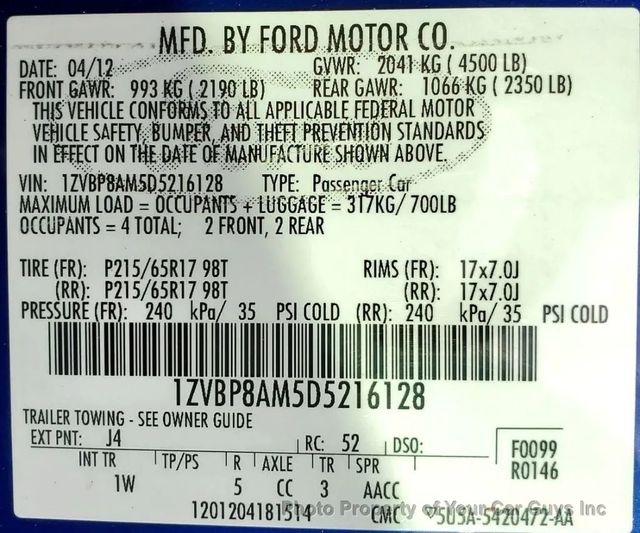 MFD. BY FORD MOTOR CO.
DATE: 04/12 GVWR: 2041 KG ( 4500 LB)
FRONT GAWR: 993 KG ( 2190 LB) REAR GAWR: 1066 KG ( 2350 LB)
THIS VEHICLE CONFORMS TO ALL APPLICABLE FEDERAL MOTOR
VEHICLE SAFETY, BUMPER, AND THEFT PREVENTION STANDARDS
IN EFFECT ON THE DATE OF MANUFACTURE SHOWN ABOVE.
VIN: 1ZVBP8AM5D5216128 TYPE: Passenger Car
MAXIMUM LOAD = OCCUPANTS + LUGGAGE = 317KG/ 700LB
OCCUPANTS = 4 TOTAL; 2 FRONT, 2 REAR
TIRE (FR): P215/65R17 98T RIMS (FR): 17x7.0J
(RR): P215/65R17 98T (RR): 17x7.0J
PRESSURE (FR): 240 kPa/ 35 PSI COLD (RR): 240 kPa/ 35 PSI COLD
1ZVBP8AM5D5216128
TRAILER TOWING - SEE OWNER GUIDE
EXT PNT: J4 RC: 52 DSO: F0099
R0146
INT TR TP/PS R AXLE TR SPR
1W 5 CC 3 AACC
1201204181514 CMC 5U5A-5420472-AA
Photo Property of Your Car Guys Inc